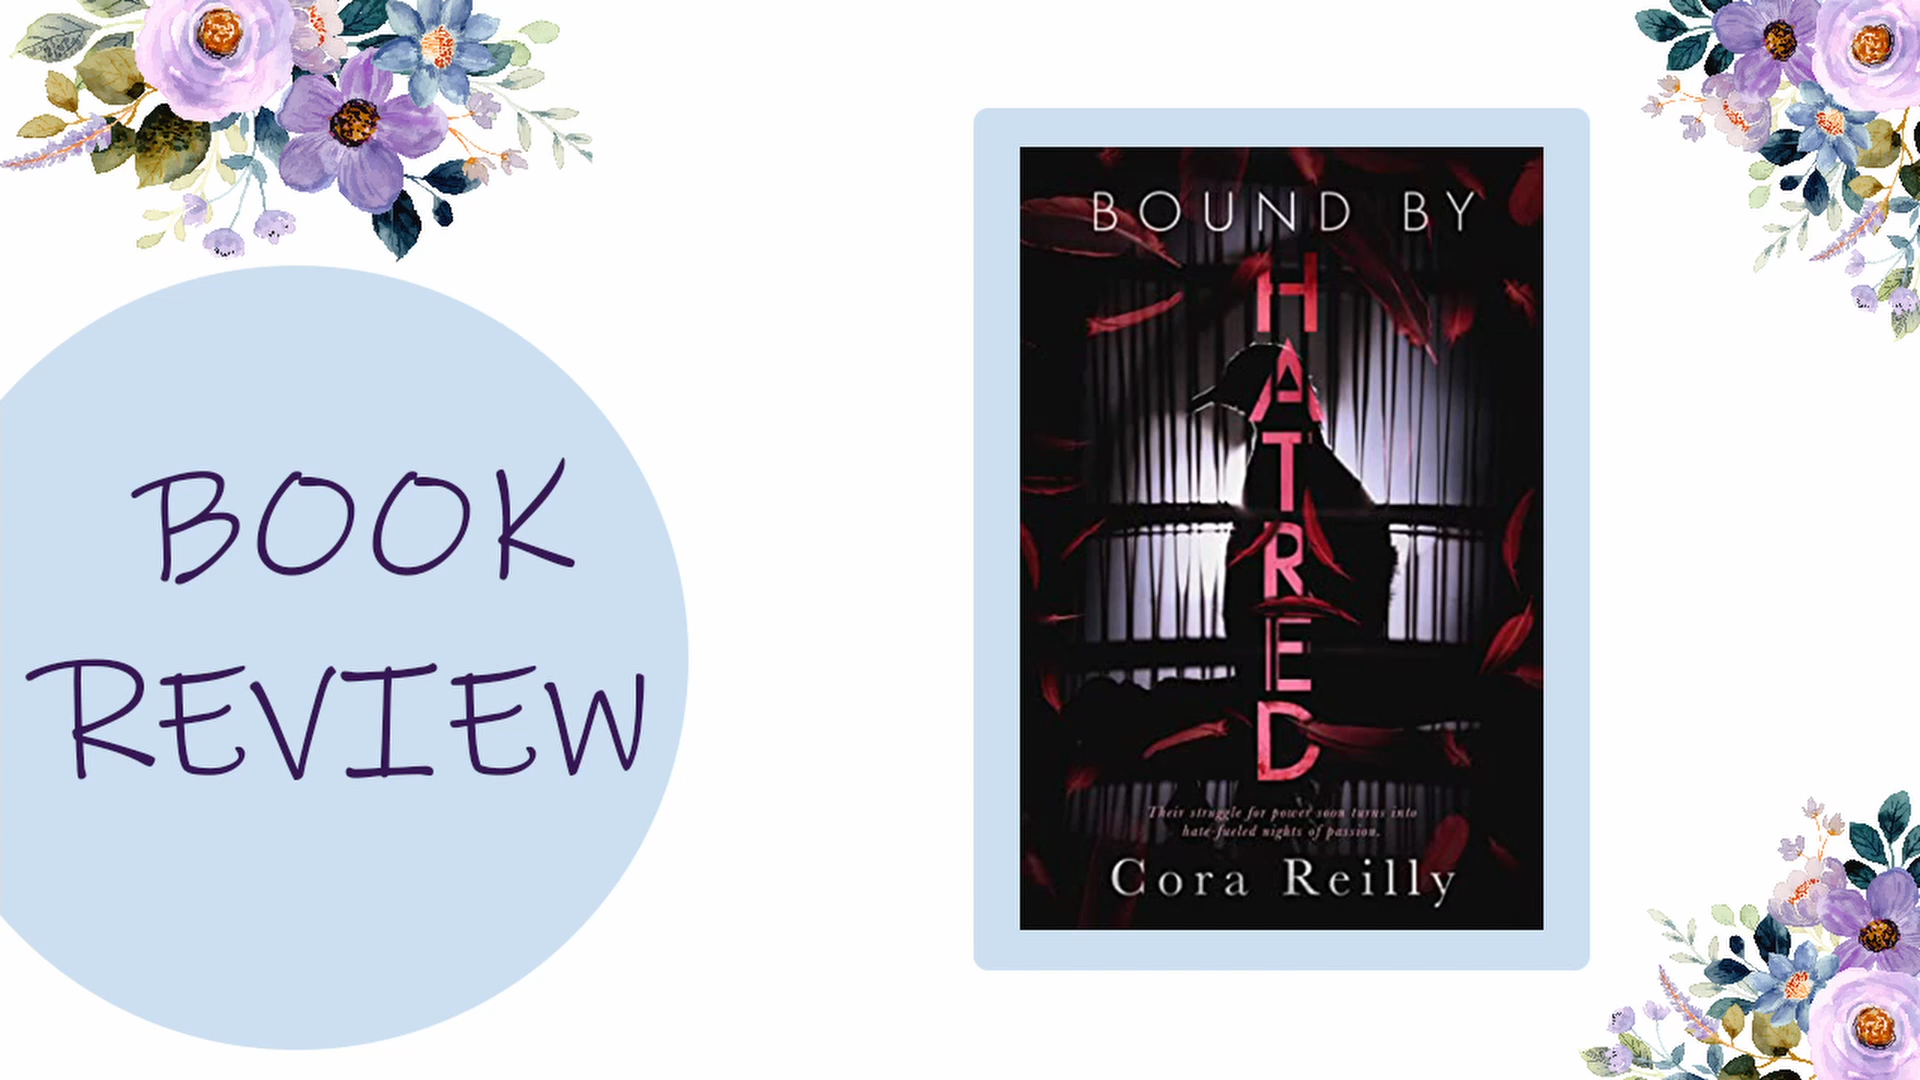 BOOK
REVIEW
BOUND BY
HATRED
Their struggle for power soon turns into
hate-fueled nights of passion.
Cora Reilly